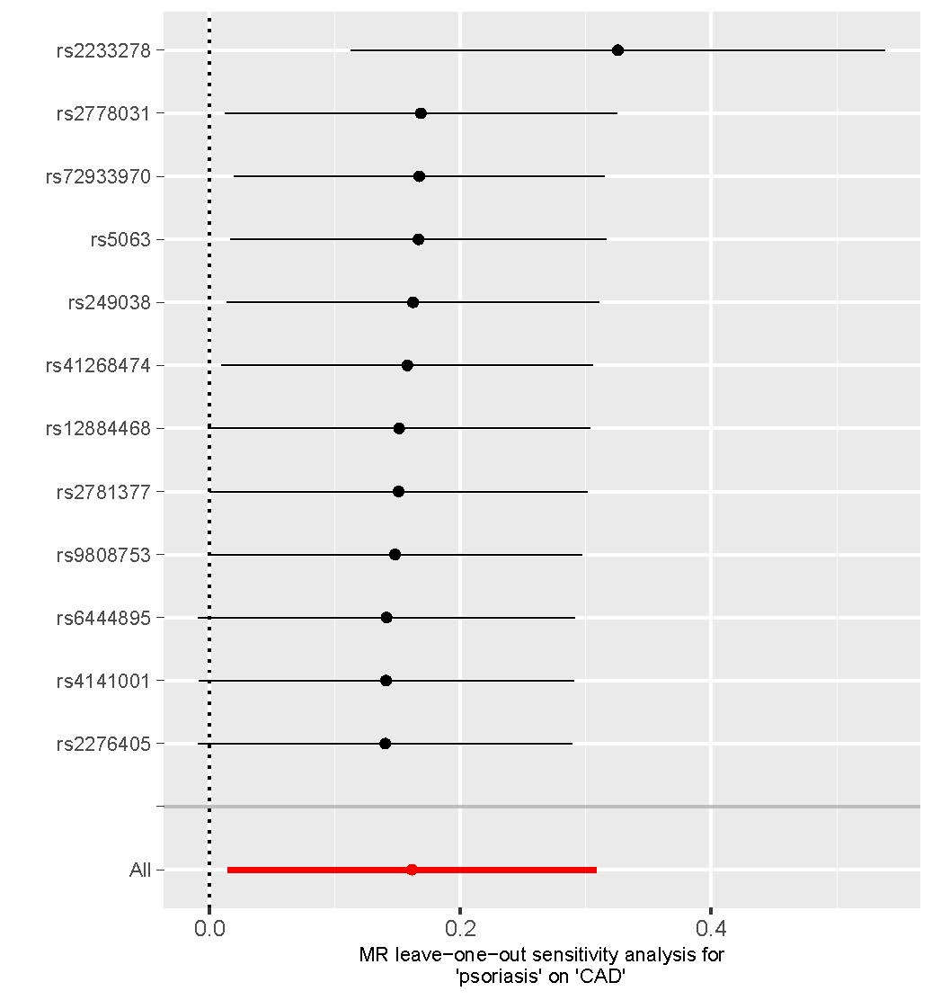 rs2233278
rs2778031
rs72933970
rs5063
rs249038
rs41268474
rs12884468
rs2781377
rs9808753
rs6444895
rs4141001
rs2276405
All
0.0 0.2 0.4
MR leave−one−out sensitivity analysis for
'psoriasis' on 'CAD'